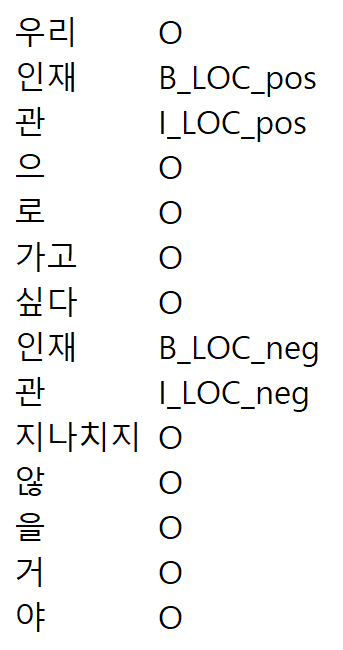 우리 O
인재 B_LOC_pos
관 I_LOC_pos
으 O
로 O
가고 O
싶다 O
인재 B_LOC_neg
관 I_LOC_neg
지나치지 O
않 O
을 O
거 O
야 O